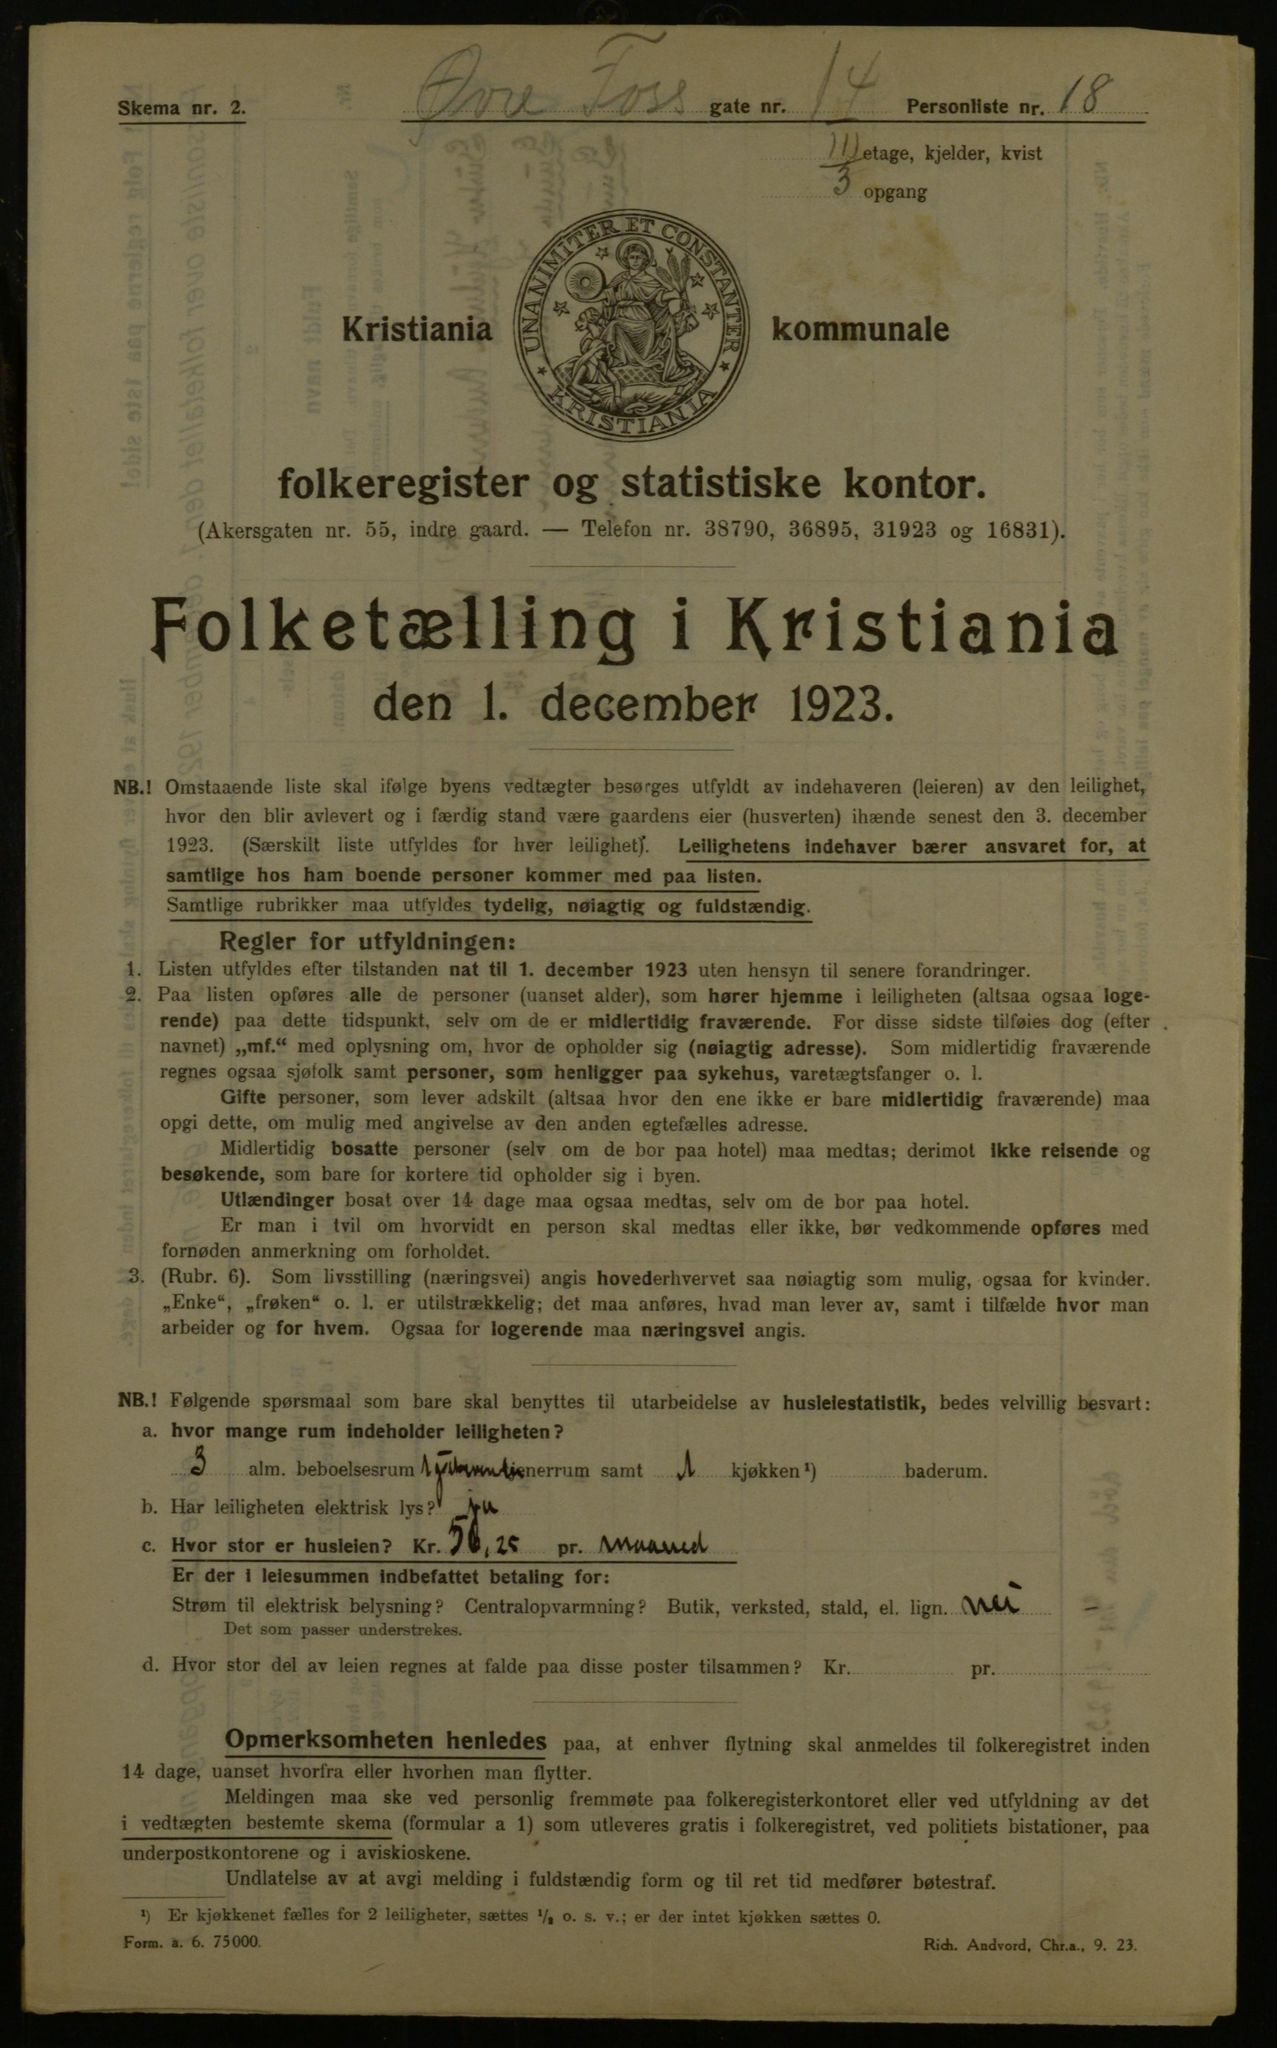 Skema nr. 2. Øvre Foss gate nr. 14 Personliste nr. 18
III etage, kjelder, kvist
3 opgang
UNANIMITER ET CONSTANTER
KRISTIANIA
Kristiania kommunale
folkeregister og statistiske kontor.
(Akersgaten nr. 55, indre gaard. — Telefon nr. 38790, 36895, 31923 og 16831).
Folketælling i Kristiania
den 1. december 1923.
NB.! Omstaaende liste skal ifølge byens vedtægter besørges utfyldt av indehaveren (leieren) av den leilighet,
hvor den blir avlevert og i færdig stand være gaardens eier (husverten) ihænde senest den 3. december
1923. (Særskilt liste utfyldes for hver leilighet). Leilighetens indehaver bærer ansvaret for, at
samtlige hos ham boende personer kommer med paa listen.
Samtlige rubrikker maa utfyldes tydelig, nøiagtig og fuldstændig.
Regler for utfyldningen:
1. Listen utfyldes efter tilstanden nat til 1. december 1923 uten hensyn til senere forandringer.
2. Paa listen opføres alle de personer (uanset alder), som hører hjemme i leiligheten (altsaa ogsaa loge-
rende) paa dette tidspunkt, selv om de er midlertidig fraværende. For disse sidste tilføies dog (efter
navnet) „mf.“ med oplysning om, hvor de opholder sig (nøiagtig adresse). Som midlertidig fraværende
regnes ogsaa sjøfolk samt personer, som henligger paa sykehus, varetægtsfanger o. l.
Gifte personer, som lever adskilt (altsaa hvor den ene ikke er bare midlertidig fraværende) maa
opgi dette, om mulig med angivelse av den anden egtefælles adresse.
Midlertidig bosatte personer (selv om de bor paa hotel) maa medtas; derimot ikke reisende og
besøkende, som bare for kortere tid opholder sig i byen.
Utlændinger bosat over 14 dage maa ogsaa medtas, selv om de bor paa hotel.
Er man i tvil om hvorvidt en person skal medtas eller ikke, bør vedkommende opføres med
fornøden anmerkning om forholdet.
3. (Rubr. 6). Som livsstilling (næringsvei) angis hovederhvervet saa nøiagtig som mulig, ogsaa for kvinder.
„Enke“, „frøken“ o. l. er utilstrækkelig; det maa anføres, hvad man lever av, samt i tilfælde hvor man
arbeider og for hvem. Ogsaa for logerende maa næringsvei angis.
NB.! Følgende spørsmaal som bare skal benyttes til utarbeidelse av husleiestatistik, bedes velvillig besvart:
a. hvor mange rum indeholder leiligheten?
3 alm. beboelsesrum tjenerrum samt 1 kjøkken ¹) baderum.
b. Har leiligheten elektrisk lys? ja
c. Hvor stor er husleien? Kr. 50,25 pr. maaned
Er der i leiesummen indbefattet betaling for:
Strøm til elektrisk belysning? Centralopvarmning? Butik, verksted, stald, el. lign. nei
Det som passer understrekes.
d. Hvor stor del av leien regnes at falde paa disse poster tilsammen? Kr. pr.
Opmerksomheten henledes paa, at enhver flytning skal anmeldes til folkeregistret inden
14 dage, uanset hvorfra eller hvorhen man flytter.
Meldingen maa ske ved personlig fremmøte paa folkeregisterkontoret eller ved utfyldning av det
i vedtægten bestemte skema (formular a 1) som utleveres gratis i folkeregistret, ved politiets bistationer, paa
underpostkontorene og i aviskioskene.
Undlatelse av at avgi melding i fuldstændig form og til ret tid medfører bøtestraf.
¹) Er kjøkkenet fælles for 2 leiligheter, sættes ½ o. s. v.; er der intet kjøkken sættes 0.
Form. a. 6. 75000. Rich. Andvord, Chr.a., 9. 23.